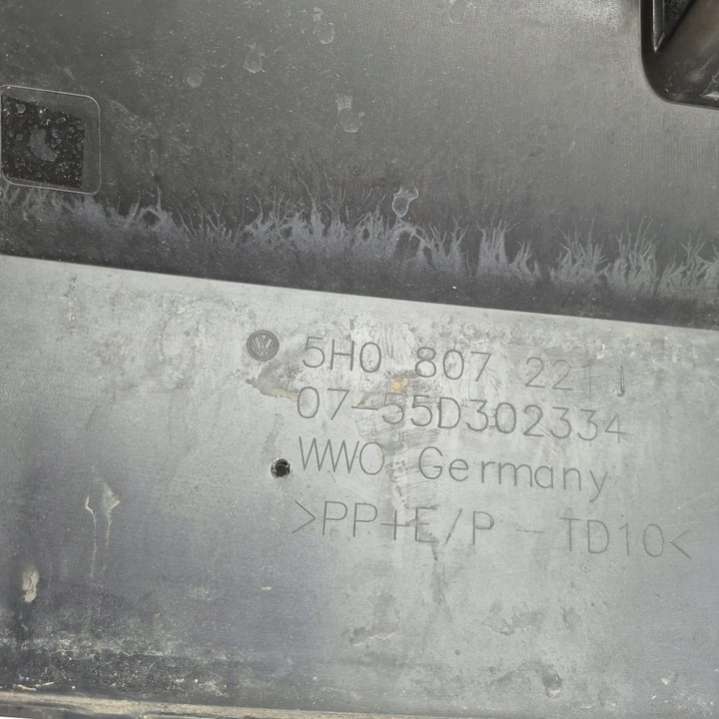 5H0 807 221
07-55D302334
WWO Germany
>PP+E/P - TD10<